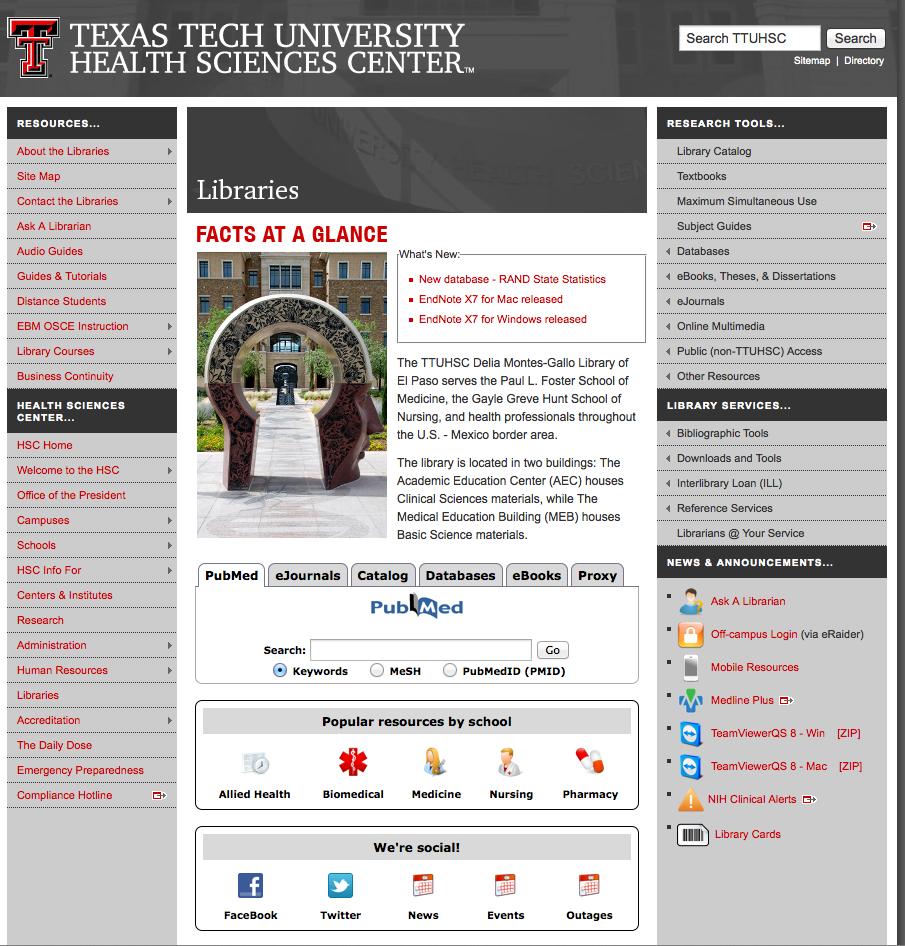 TEXAS TECH UNIVERSITY
HEALTH SCIENCES CENTER™
Search TTUHSC
Search
Sitemap | Directory
RESOURCES...
About the Libraries
Site Map
Contact the Libraries
Ask A Librarian
Audio Guides
Guides & Tutorials
Distance Students
EBM OSCE Instruction
Library Courses
Business Continuity
HEALTH SCIENCES
CENTER...
HSC Home
Welcome to the HSC
Office of the President
Campuses
Schools
HSC Info For
Centers & Institutes
Research
Administration
Human Resources
Libraries
Accreditation
The Daily Dose
Emergency Preparedness
Compliance Hotline
Libraries
FACTS AT A GLANCE
What's New:
New database - RAND State Statistics
EndNote X7 for Mac released
EndNote X7 for Windows released
The TTUHSC Delia Montes-Gallo Library of
El Paso serves the Paul L. Foster School of
Medicine, the Gayle Greve Hunt School of
Nursing, and health professionals throughout
the U.S. - Mexico border area.
The library is located in two buildings: The
Academic Education Center (AEC) houses
Clinical Sciences materials, while The
Medical Education Building (MEB) houses
Basic Science materials.
PubMed eJournals Catalog Databases eBooks Proxy
PubMed
Search: Go
Keywords MeSH PubMedID (PMID)
Popular resources by school
Allied Health Biomedical Medicine Nursing Pharmacy
We're social!
FaceBook Twitter News Events Outages
RESEARCH TOOLS...
Library Catalog
Textbooks
Maximum Simultaneous Use
Subject Guides
Databases
eBooks, Theses, & Dissertations
eJournals
Online Multimedia
Public (non-TTUHSC) Access
Other Resources
LIBRARY SERVICES...
Bibliographic Tools
Downloads and Tools
Interlibrary Loan (ILL)
Reference Services
Librarians @ Your Service
NEWS & ANNOUNCEMENTS...
Ask A Librarian
Off-campus Login (via eRaider)
Mobile Resources
Medline Plus
TeamViewerQS 8 - Win [ZIP]
TeamViewerQS 8 - Mac [ZIP]
NIH Clinical Alerts
Library Cards